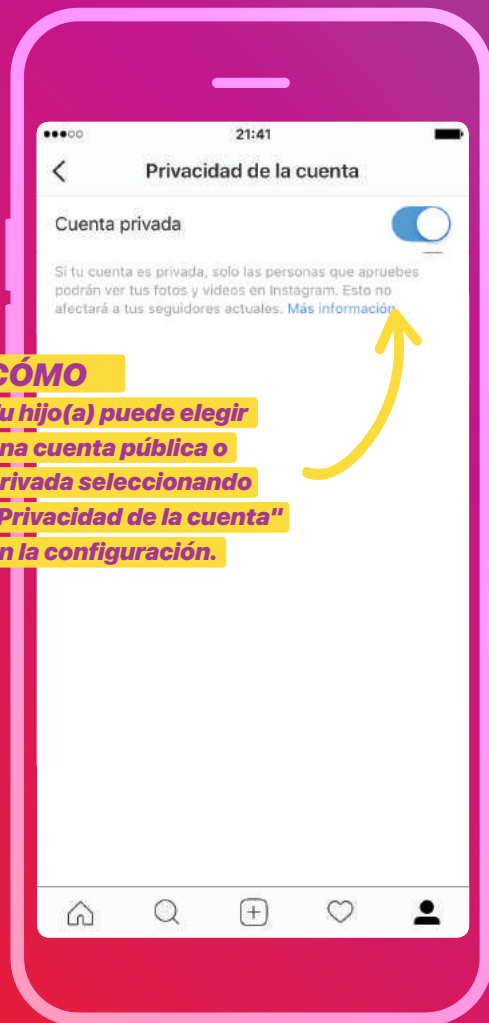 21:41
Privacidad de la cuenta
Cuenta privada
Si tu cuenta es privada, solo las personas que apruebes
podrán ver tus fotos y videos en Instagram. Esto no
afectará a tus seguidores actuales. Más información.
CÓMO
u hijo(a) puede elegir
na cuenta pública o
rivada seleccionando
Privacidad de la cuenta"
n la configuración.